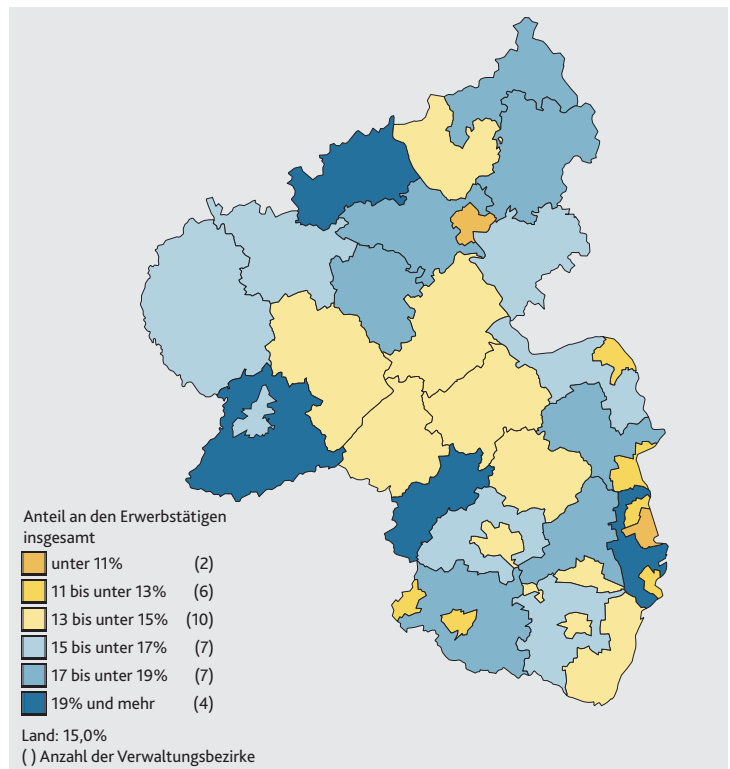 Anteil an den Erwerbstätigen
insgesamt
unter 11% (2)
11 bis unter 13% (6)
13 bis unter 15% (10)
15 bis unter 17% (7)
17 bis unter 19% (7)
19% und mehr (4)
Land: 15,0%
( ) Anzahl der Verwaltungsbezirke